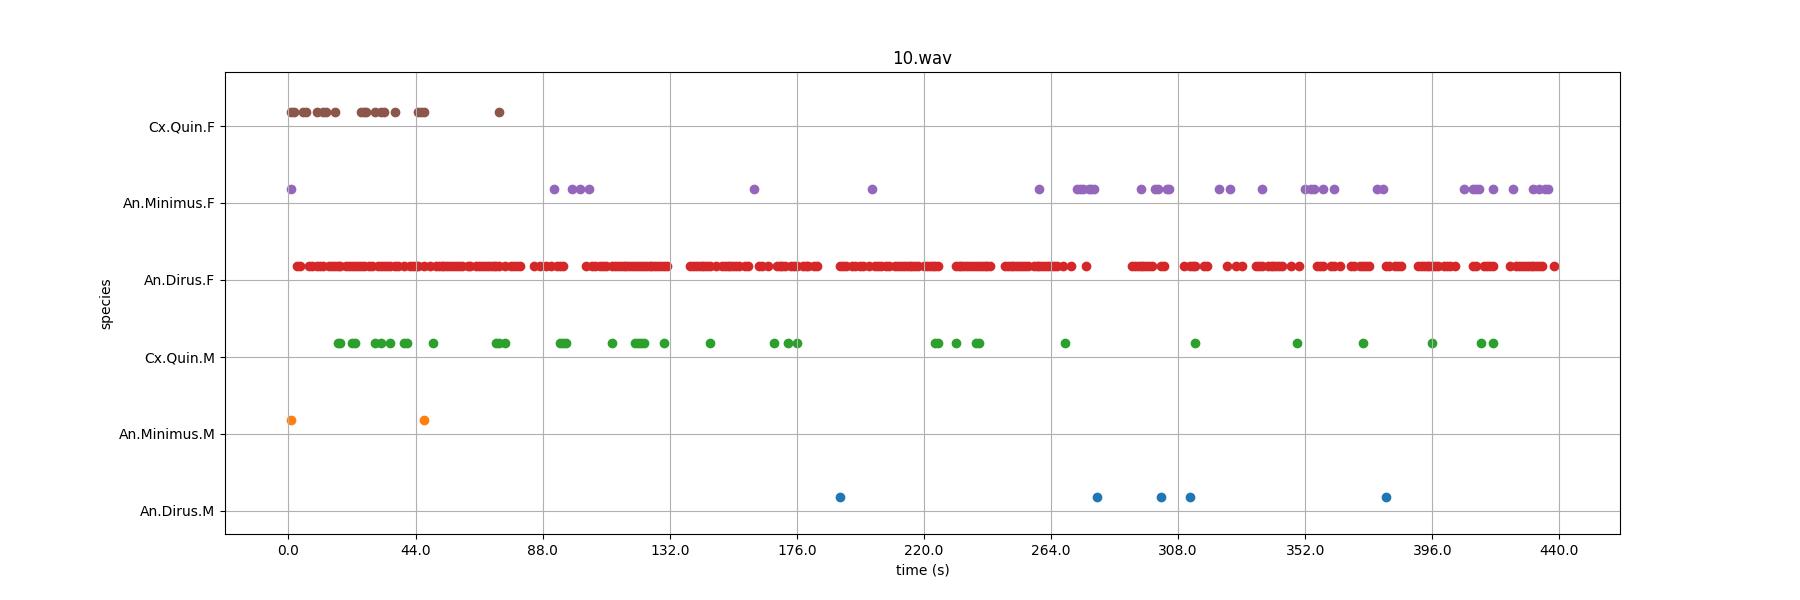 10.wav
Cx.Quin.F
An.Minimus.F
An.Dirus.F
Cx.Quin.M
An.Minimus.M
An.Dirus.M
species
0.0 44.0 88.0 132.0 176.0 220.0 264.0 308.0 352.0 396.0 440.0
time (s)